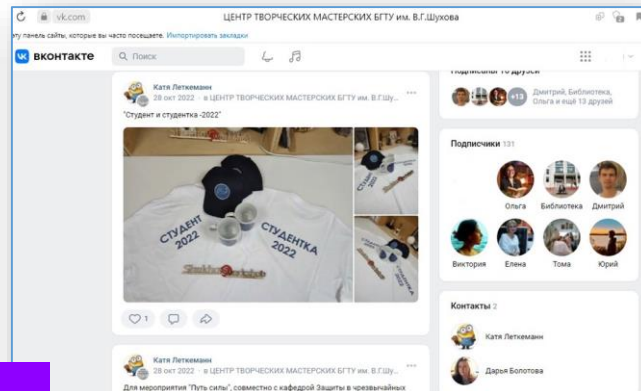 vk.com
ЦЕНТР ТВОРЧЕСКИХ МАСТЕРСКИХ БГТУ им. В.Г.Шухова
эту панель сайты, которые вы часто посещаете. Импортировать закладки
вконтакте
Поиск
Катя Леткеманн
28 окт 2022 · в ЦЕНТР ТВОРЧЕСКИХ МАСТЕРСКИХ БГТУ им. В.Г.Шу...
"Студент и студентка -2022"
СТУДЕНТ
2022
СТУДЕНТКА
2022
1
Катя Леткеманн
28 окт 2022 · в ЦЕНТР ТВОРЧЕСКИХ МАСТЕРСКИХ БГТУ им. В.Г.Шу...
Для мероприятия "Путь силы", совместно с кафедрой Защиты в чрезвычайных
+13
Дмитрий, Библиотека,
Ольга и ещё 13 друзей
Подписчики 131
Ольга Библиотека Дмитрий
Виктория Елена Тома Юрий
Контакты 2
Катя Леткеманн
Дарья Болотова